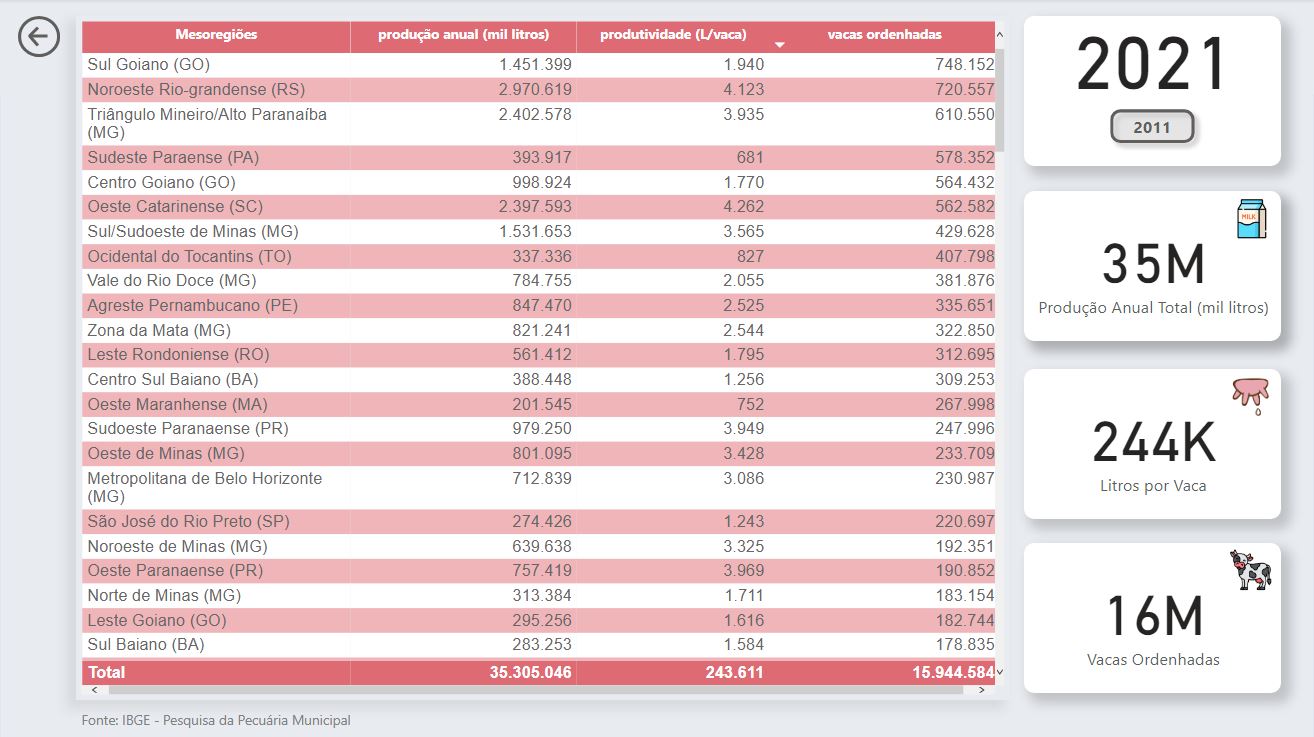 Mesoregiões produção anual (mil litros) produtividade (L/vaca) vacas ordenhadas
Sul Goiano (GO) 1.451.399 1.940 748.152
Noroeste Rio-grandense (RS) 2.970.619 4.123 720.557
Triângulo Mineiro/Alto Paranaíba 2.402.578 3.935 610.550
(MG)
Sudeste Paraense (PA) 393.917 681 578.352
Centro Goiano (GO) 998.924 1.770 564.432
Oeste Catarinense (SC) 2.397.593 4.262 562.582
Sul/Sudoeste de Minas (MG) 1.531.653 3.565 429.628
Ocidental do Tocantins (TO) 337.336 827 407.798
Vale do Rio Doce (MG) 784.755 2.055 381.876
Agreste Pernambucano (PE) 847.470 2.525 335.651
Zona da Mata (MG) 821.241 2.544 322.850
Leste Rondoniense (RO) 561.412 1.795 312.695
Centro Sul Baiano (BA) 388.448 1.256 309.253
Oeste Maranhense (MA) 201.545 752 267.998
Sudoeste Paranaense (PR) 979.250 3.949 247.996
Oeste de Minas (MG) 801.095 3.428 233.709
Metropolitana de Belo Horizonte 712.839 3.086 230.987
(MG)
São José do Rio Preto (SP) 274.426 1.243 220.697
Noroeste de Minas (MG) 639.638 3.325 192.351
Oeste Paranaense (PR) 757.419 3.969 190.852
Norte de Minas (MG) 313.384 1.711 183.154
Leste Goiano (GO) 295.256 1.616 182.744
Sul Baiano (BA) 283.253 1.584 178.835
Total 35.305.046 243.611 15.944.584
Fonte: IBGE - Pesquisa da Pecuária Municipal
2021
2011
MILK
35M
Produção Anual Total (mil litros)
244K
Litros por Vaca
16M
Vacas Ordenhadas